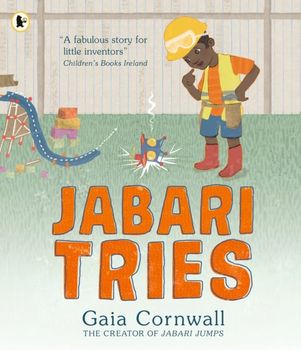 “A fabulous story for
little inventors”
Children’s Books Ireland
JABARI
TRIES
Gaia Cornwall
THE CREATOR OF JABARI JUMPS